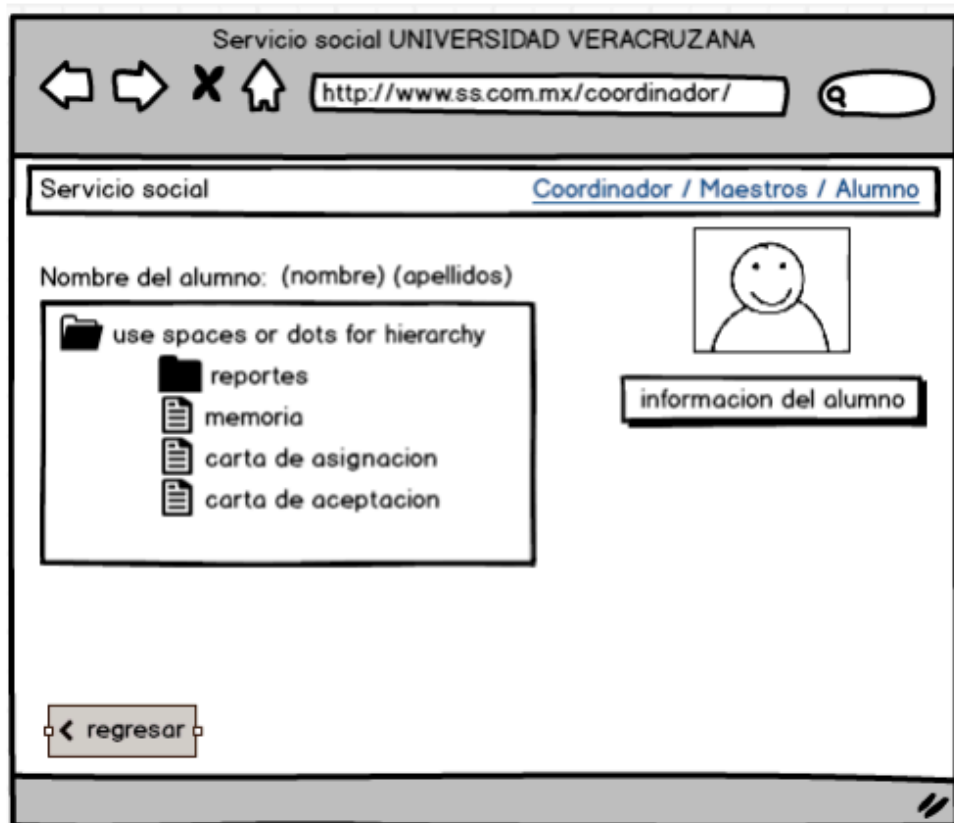 Servicio social UNIVERSIDAD VERACRUZANA
http://www.ss.com.mx/coordinador/
Servicio social Coordinador / Maestros / Alumno
Nombre del alumno: (nombre) (apellidos)
use spaces or dots for hierarchy
reportes
memoria
carta de asignacion
carta de aceptacion
informacion del alumno
regresar